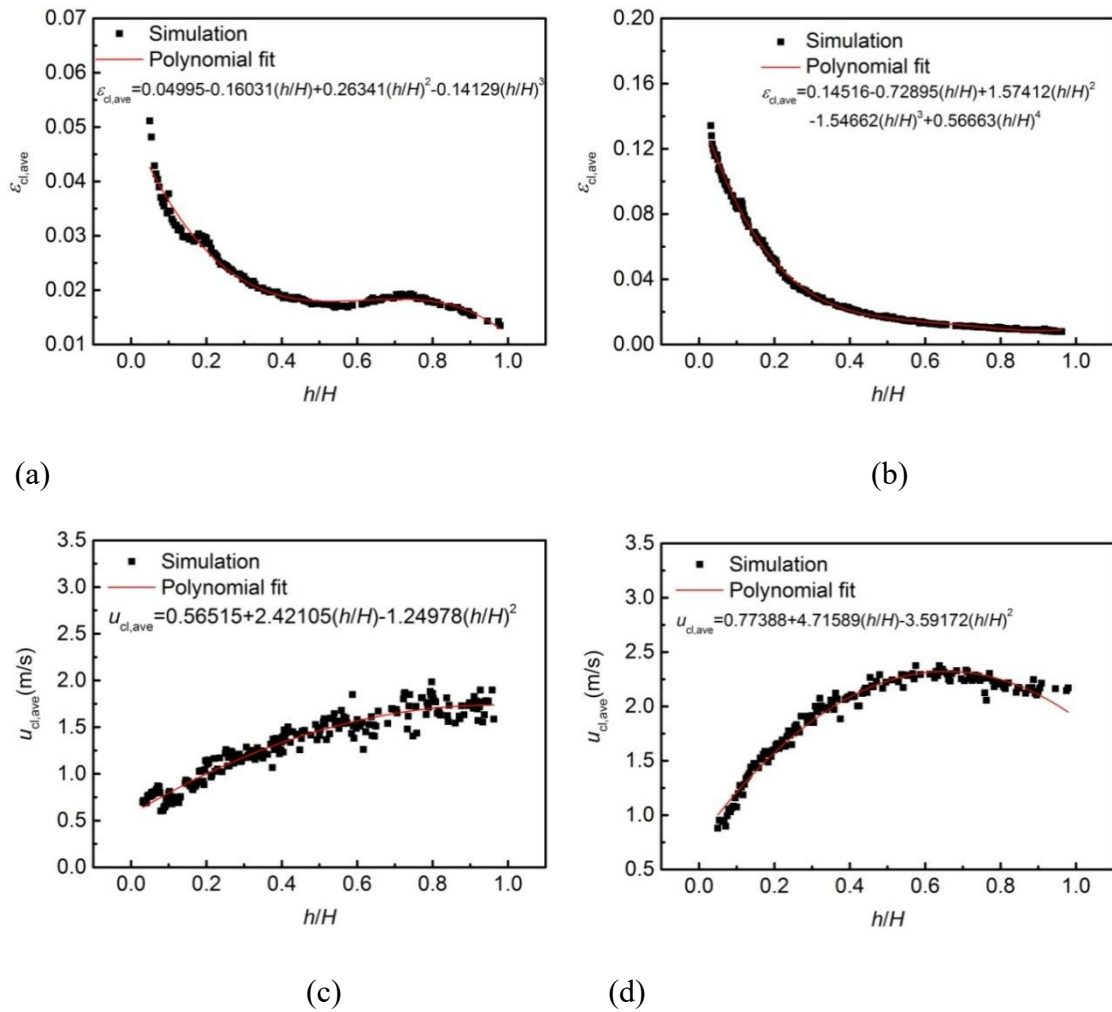 0.07
0.06
0.05
0.04
0.03
0.02
0.01
Simulation
Polynomial fit
εcl,ave=0.04995-0.16031(h/H)+0.26341(h/H)²-0.14129(h/H)³
εcl,ave
0.0 0.2 0.4 0.6 0.8 1.0
h/H
(a)
0.20
0.16
0.12
0.08
0.04
0.00
Simulation
Polynomial fit
εcl,ave=0.14516-0.72895(h/H)+1.57412(h/H)²
-1.54662(h/H)³+0.56663(h/H)⁴
εcl,ave
0.0 0.2 0.4 0.6 0.8 1.0
h/H
(b)
3.5
3.0
2.5
2.0
1.5
1.0
0.5
0.0
Simulation
Polynomial fit
ucl,ave=0.56515+2.42105(h/H)-1.24978(h/H)²
ucl,ave(m/s)
0.0 0.2 0.4 0.6 0.8 1.0
h/H
(c)
3.5
3.0
2.5
2.0
1.5
1.0
0.5
Simulation
Polynomial fit
ucl,ave=0.77388+4.71589(h/H)-3.59172(h/H)²
ucl,ave(m/s)
0.0 0.2 0.4 0.6 0.8 1.0
h/H
(d)